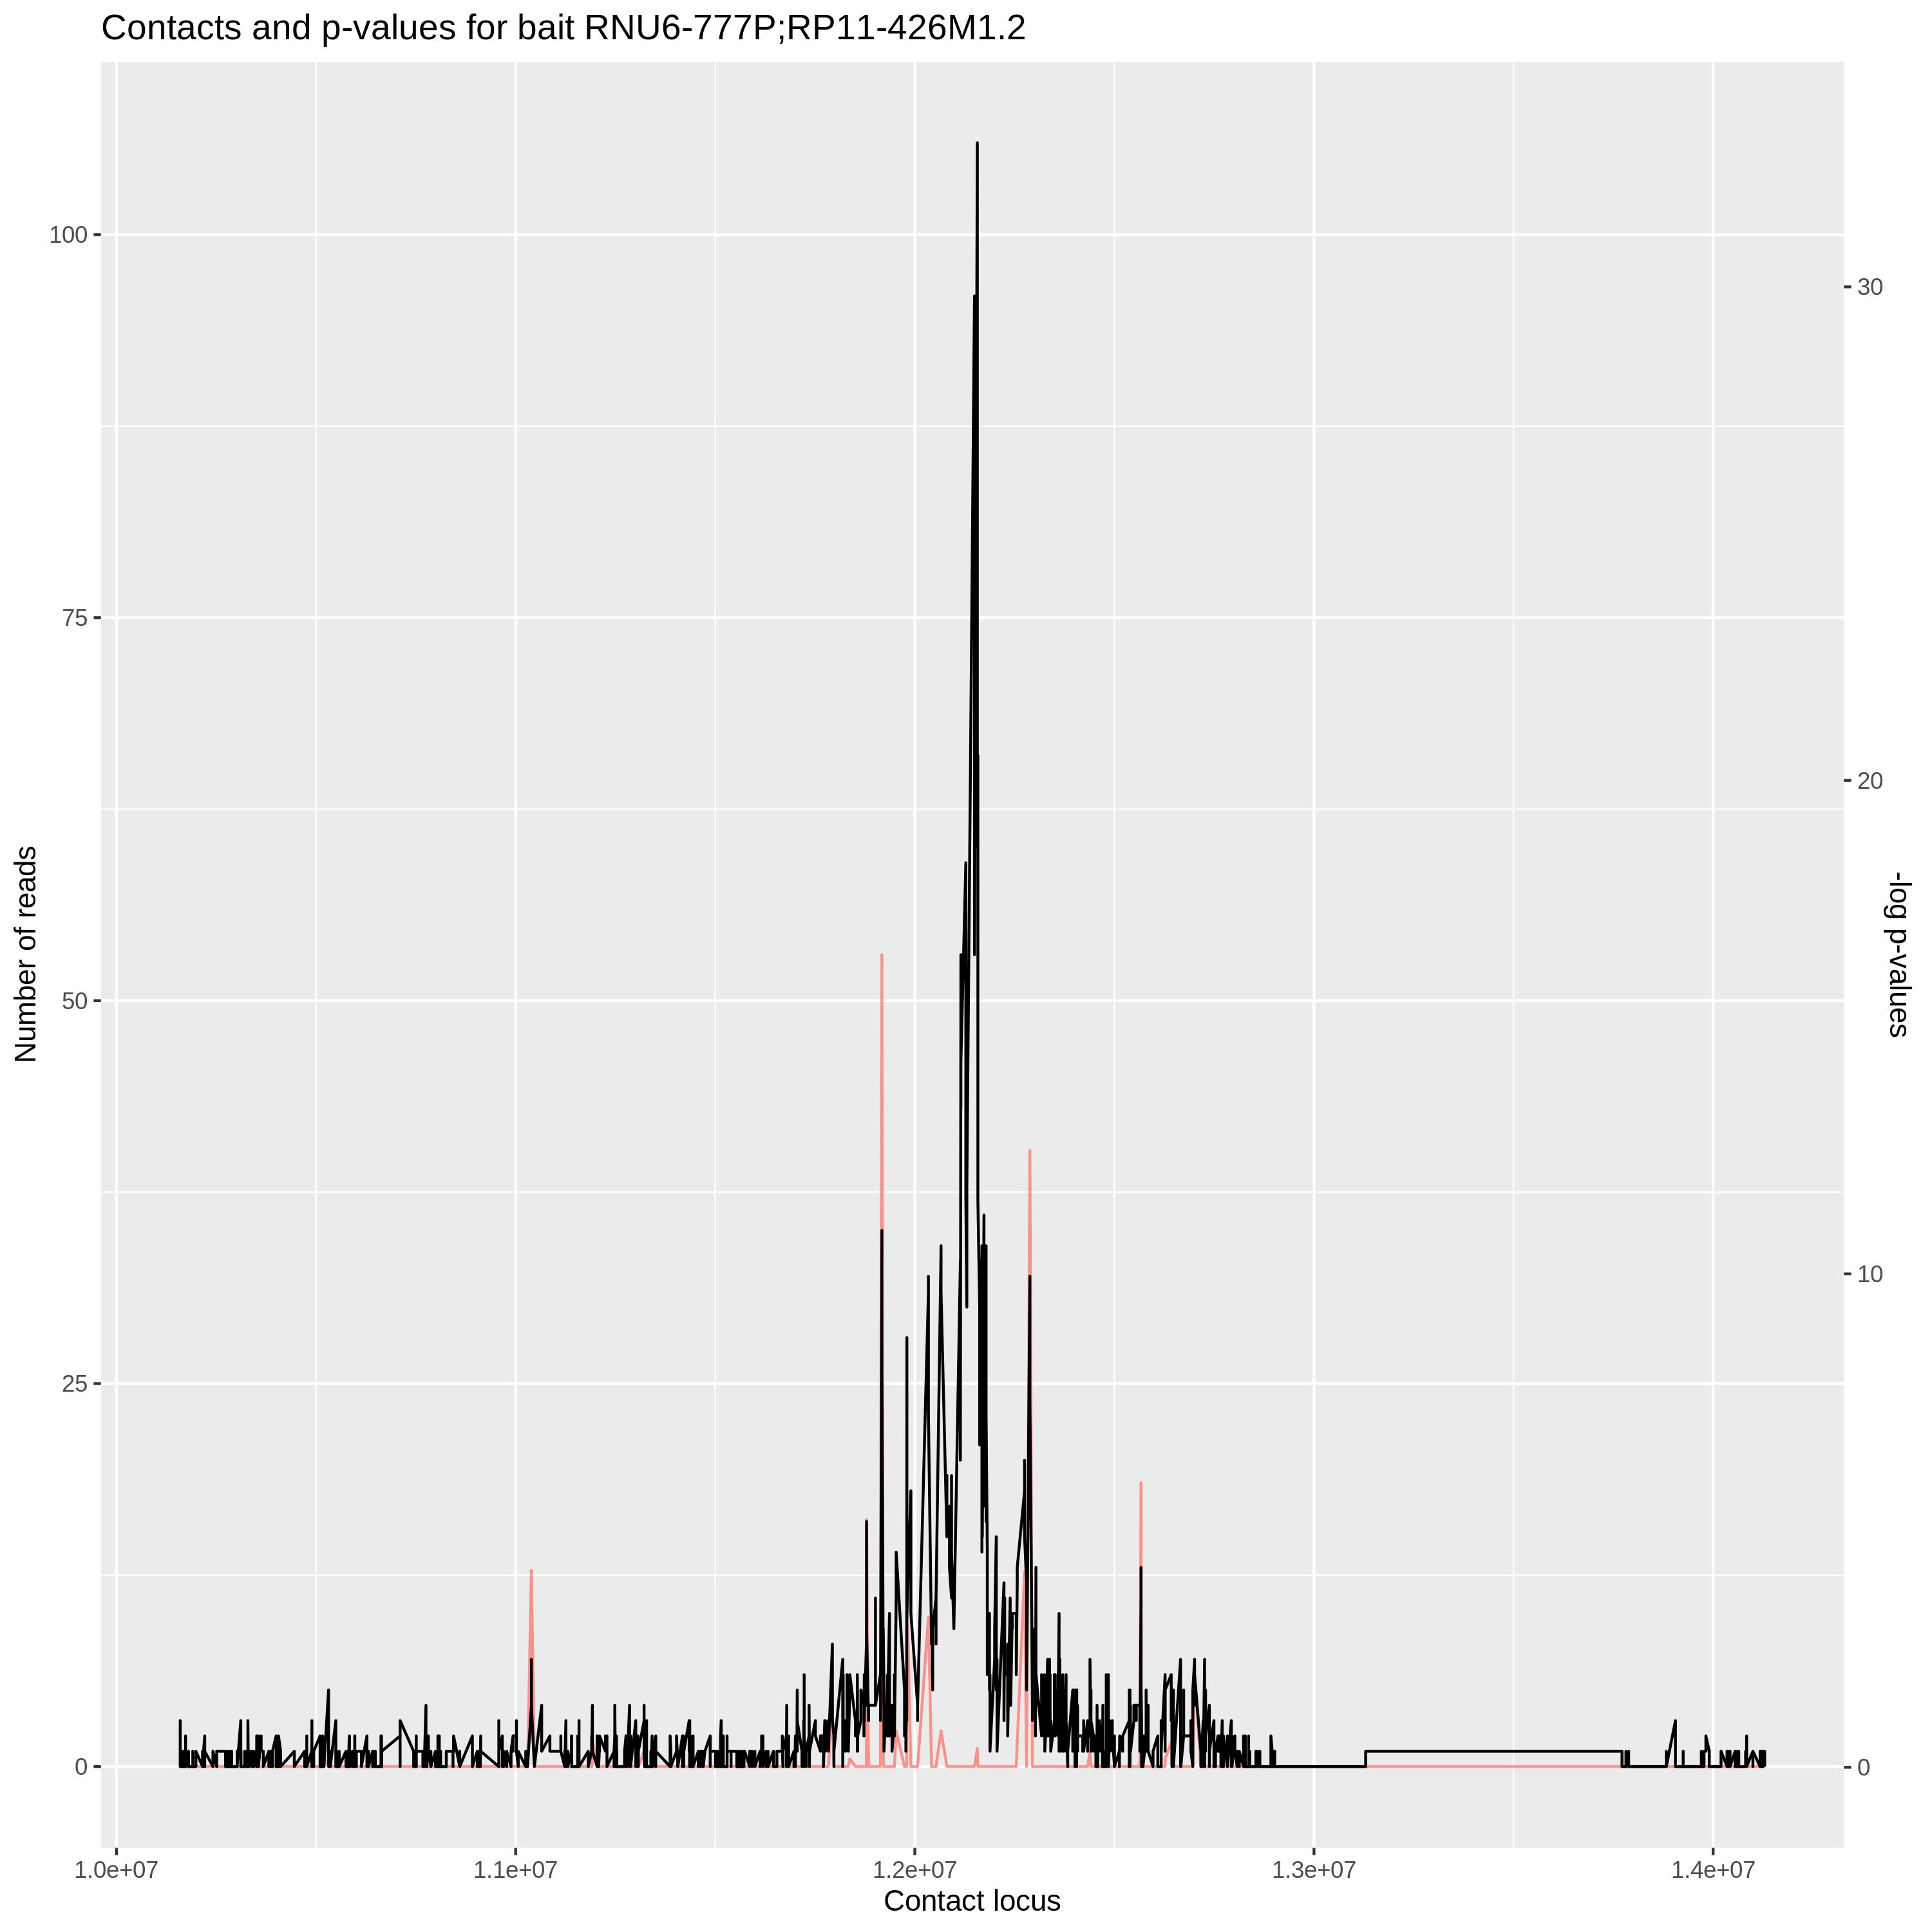 Contacts and p-values for bait RNU6-777P;RP11-426M1.2
100
75
50
25
0
Number of reads
30
20
10
0
-log p-values
1.0e+07
1.1e+07
1.2e+07
1.3e+07
1.4e+07
Contact locus